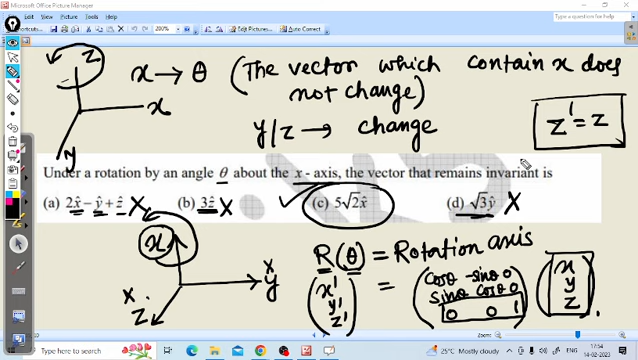 Microsoft Office Picture Manager
File Edit View Picture Tools Help
Type a question for help
200%
Edit Pictures... Auto Correct
z
x
y
x → θ (The vector which contain x does
not change)
y/z → change
z' = z
Under a rotation by an angle θ about the x - axis, the vector that remains invariant is
(a) 2x̂ − ŷ + ẑ X (b) 3ẑ X (c) 5√2x̂ (d) √3ŷ X
x
x
y
x
z
R(θ) = Rotation axis
(x' y' z') = (cosθ -sinθ 0
sinθ cosθ 0
0 0 1) (x y z).
Zoom:
Type here to search
25°C Mostly cloudy
ENG
17:54
14-02-2023